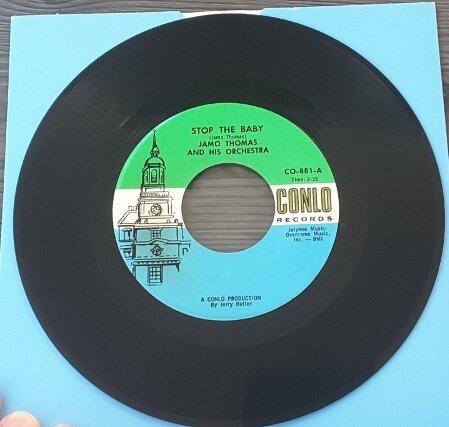 STOP THE BABY
(Jamo Thomas)
JAMO THOMAS
AND HIS ORCHESTRA
CO-881-A
Time: 2:35
CONLO
RECORDS
Jalynne Music-
Overcome Music,
Inc. — BMI
A CONLO PRODUCTION
By Jerry Butler